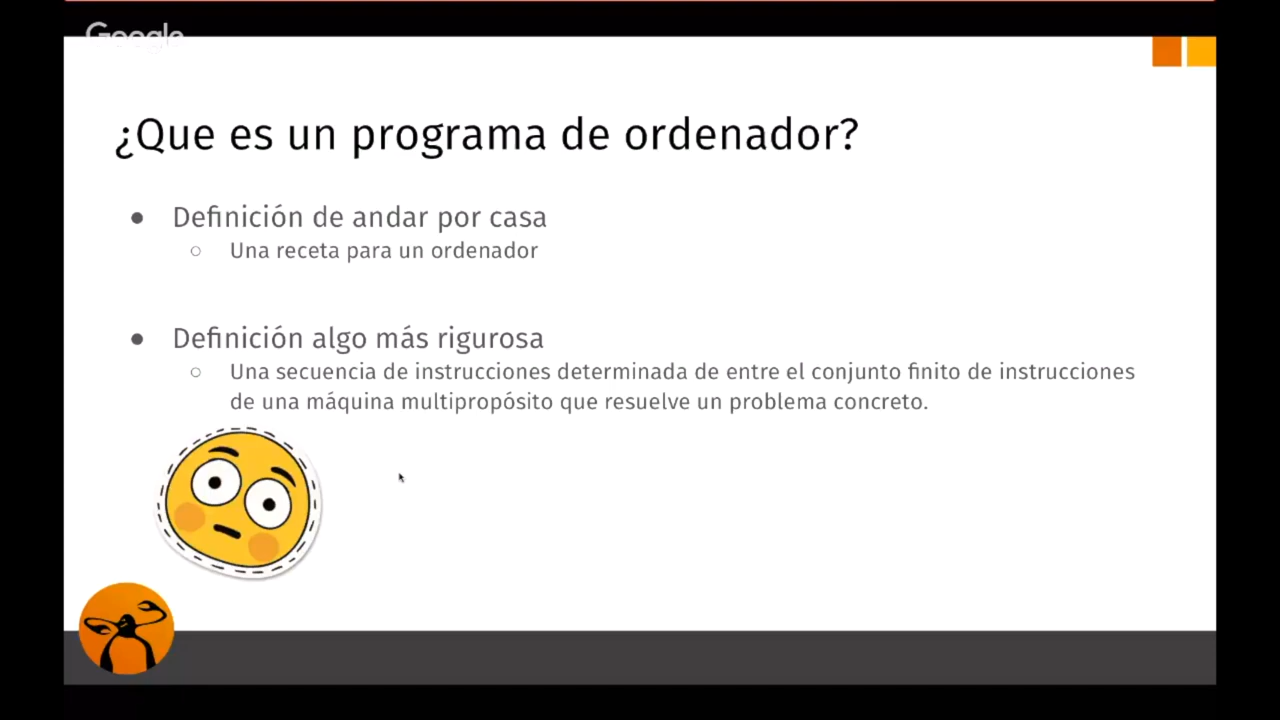 Google
¿Que es un programa de ordenador?
● Definición de andar por casa
○ Una receta para un ordenador
● Definición algo más rigurosa
○ Una secuencia de instrucciones determinada de entre el conjunto finito de instrucciones
de una máquina multipropósito que resuelve un problema concreto.